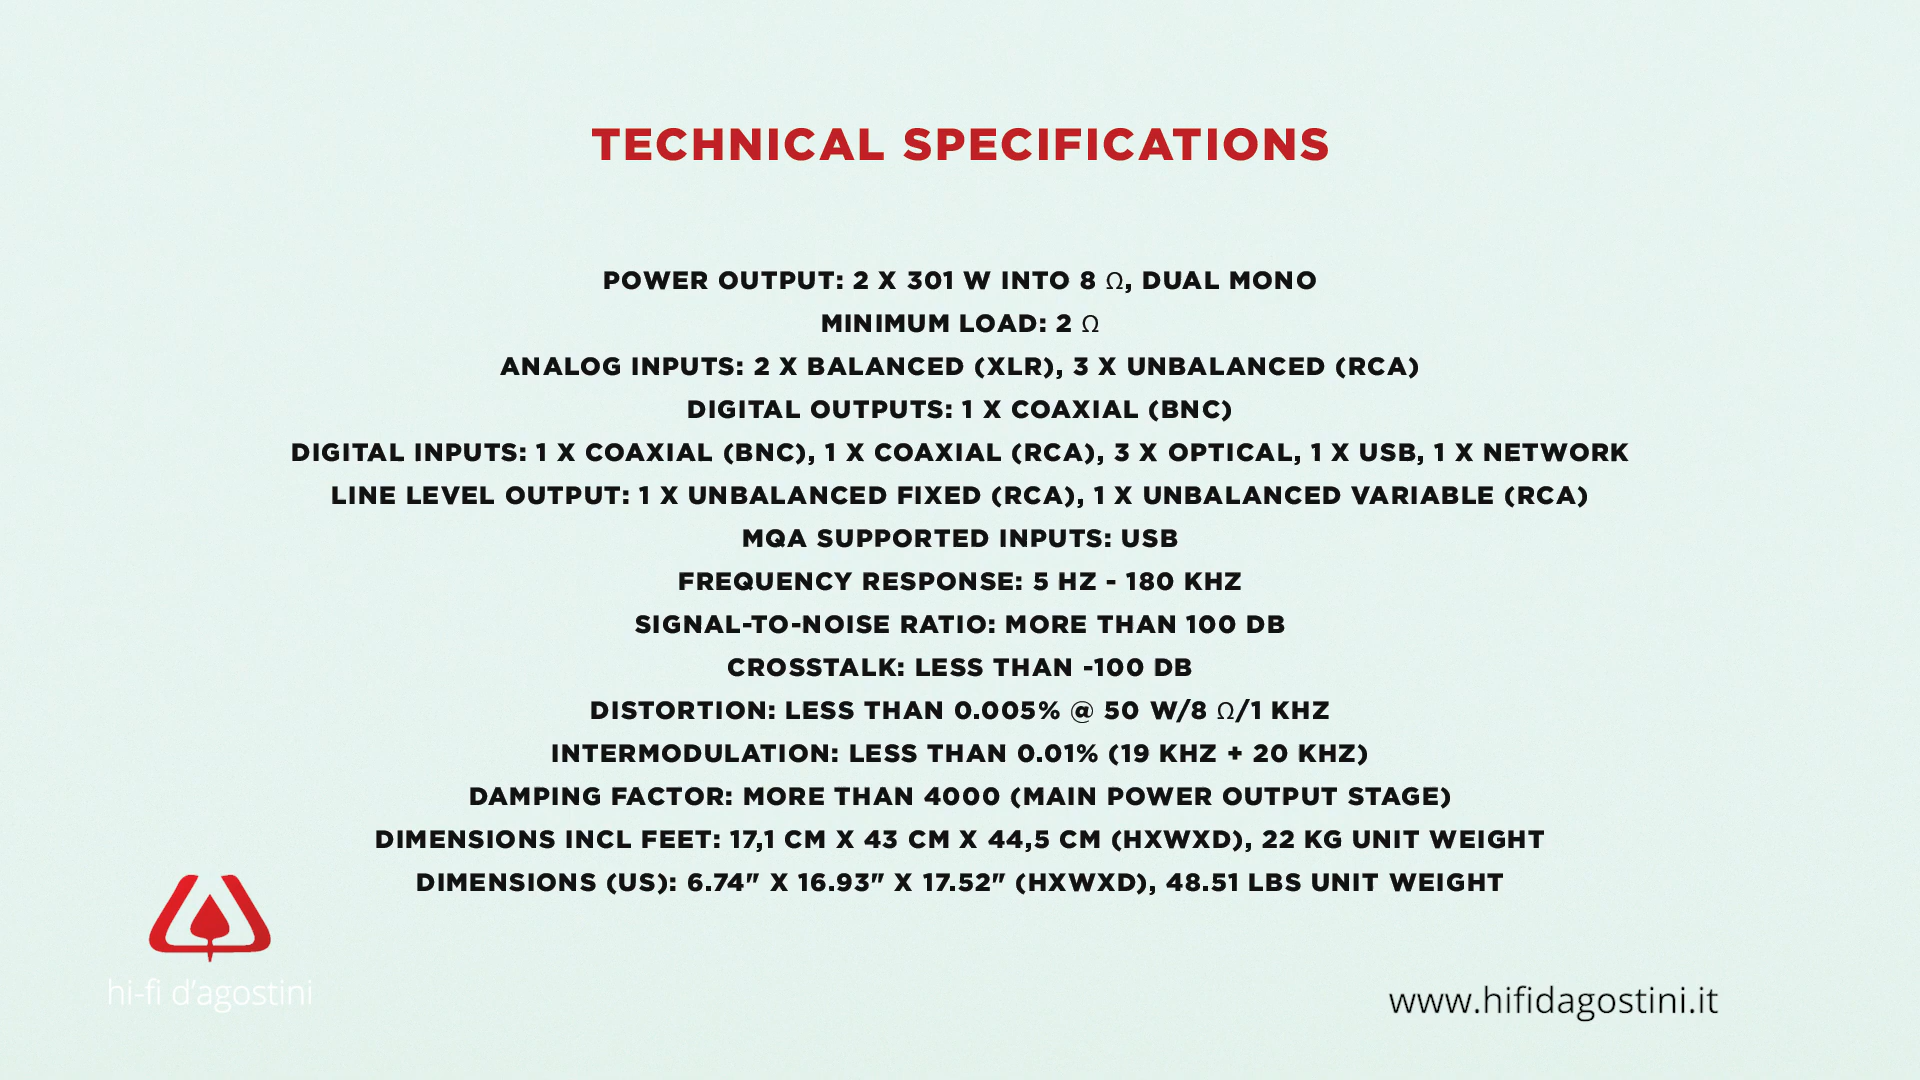 TECHNICAL SPECIFICATIONS
POWER OUTPUT: 2 X 301 W INTO 8 Ω, DUAL MONO
MINIMUM LOAD: 2 Ω
ANALOG INPUTS: 2 X BALANCED (XLR), 3 X UNBALANCED (RCA)
DIGITAL OUTPUTS: 1 X COAXIAL (BNC)
DIGITAL INPUTS: 1 X COAXIAL (BNC), 1 X COAXIAL (RCA), 3 X OPTICAL, 1 X USB, 1 X NETWORK
LINE LEVEL OUTPUT: 1 X UNBALANCED FIXED (RCA), 1 X UNBALANCED VARIABLE (RCA)
MQA SUPPORTED INPUTS: USB
FREQUENCY RESPONSE: 5 HZ - 180 KHZ
SIGNAL-TO-NOISE RATIO: MORE THAN 100 DB
CROSSTALK: LESS THAN -100 DB
DISTORTION: LESS THAN 0.005% @ 50 W/8 Ω/1 KHZ
INTERMODULATION: LESS THAN 0.01% (19 KHZ + 20 KHZ)
DAMPING FACTOR: MORE THAN 4000 (MAIN POWER OUTPUT STAGE)
DIMENSIONS INCL FEET: 17,1 CM X 43 CM X 44,5 CM (HXWXD), 22 KG UNIT WEIGHT
DIMENSIONS (US): 6.74" X 16.93" X 17.52" (HXWXD), 48.51 LBS UNIT WEIGHT
hi-fi d'agostini
www.hifidagostini.it